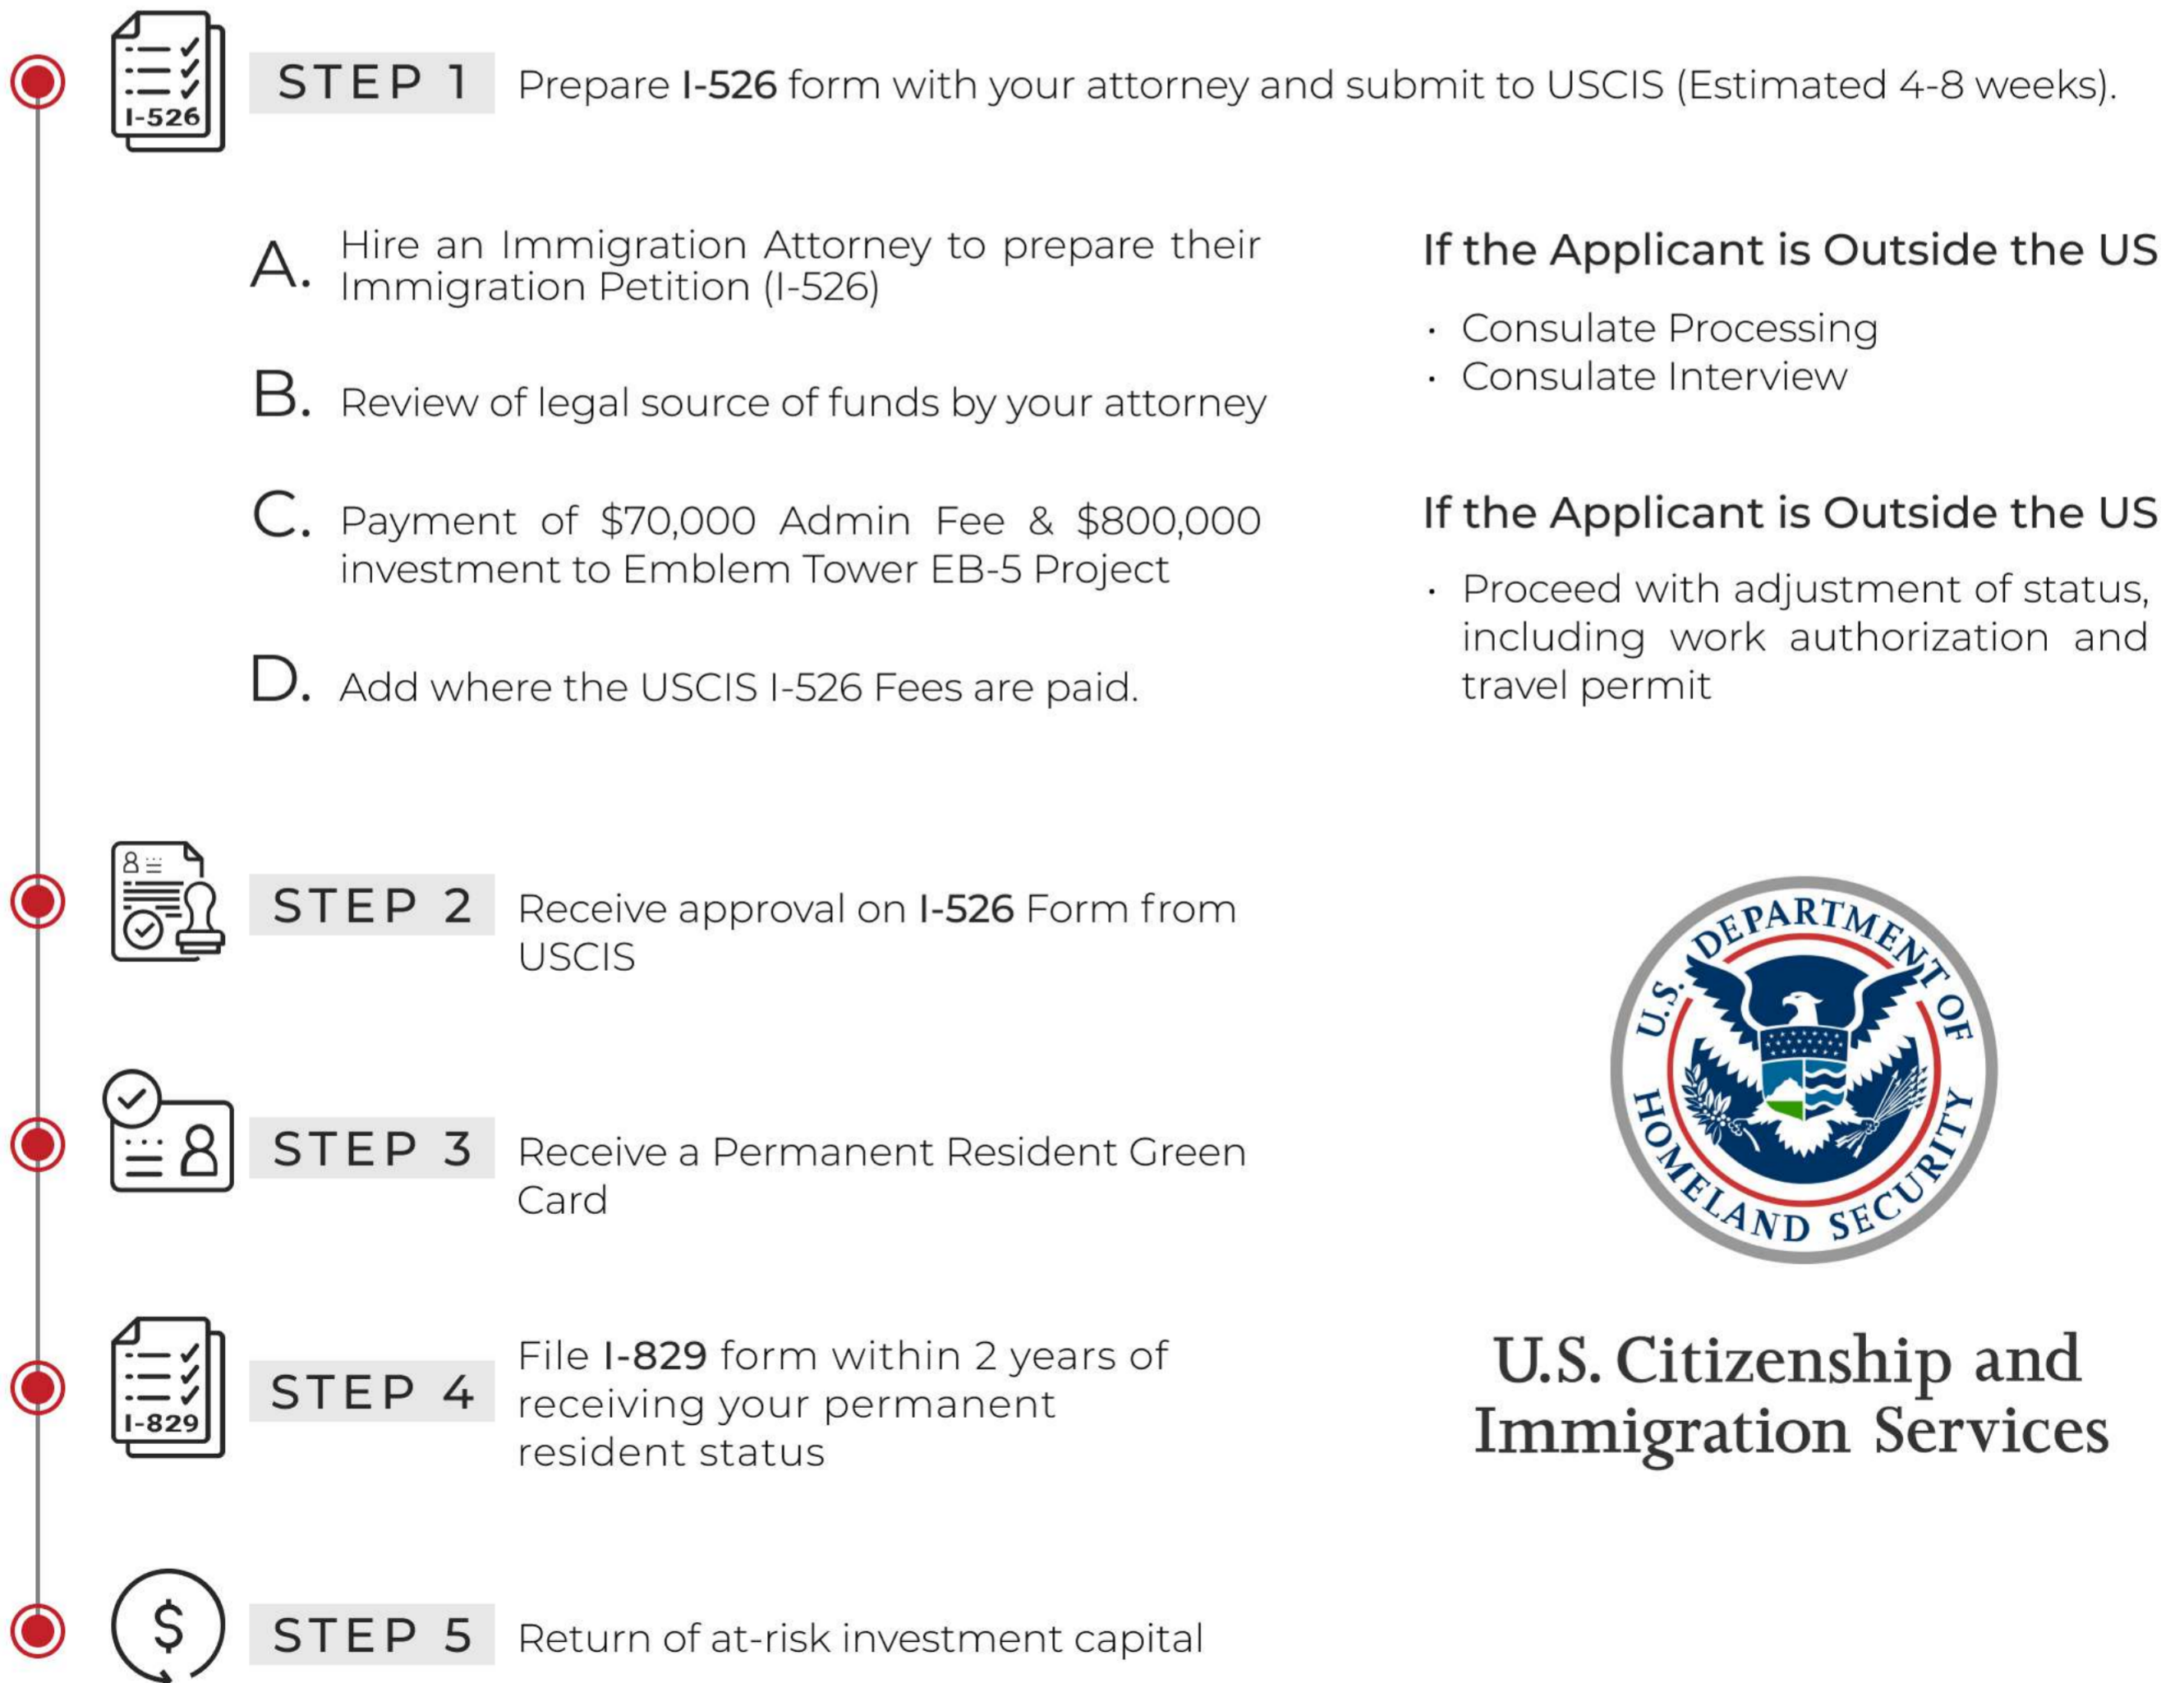 I-526
STEP 1
Prepare I-526 form with your attorney and submit to USCIS (Estimated 4-8 weeks).
A. Hire an Immigration Attorney to prepare their
Immigration Petition (I-526)
B. Review of legal source of funds by your attorney
C. Payment of $70,000 Admin Fee & $800,000
investment to Emblem Tower EB-5 Project
D. Add where the USCIS I-526 Fees are paid.
If the Applicant is Outside the US
· Consulate Processing
· Consulate Interview
If the Applicant is Outside the US
· Proceed with adjustment of status,
including work authorization and
travel permit
STEP 2
Receive approval on I-526 Form from
USCIS
STEP 3
Receive a Permanent Resident Green
Card
I-829
STEP 4
File I-829 form within 2 years of
receiving your permanent
resident status
$
STEP 5
Return of at-risk investment capital
U.S. DEPARTMENT OF
HOMELAND SECURITY
U.S. Citizenship and
Immigration Services